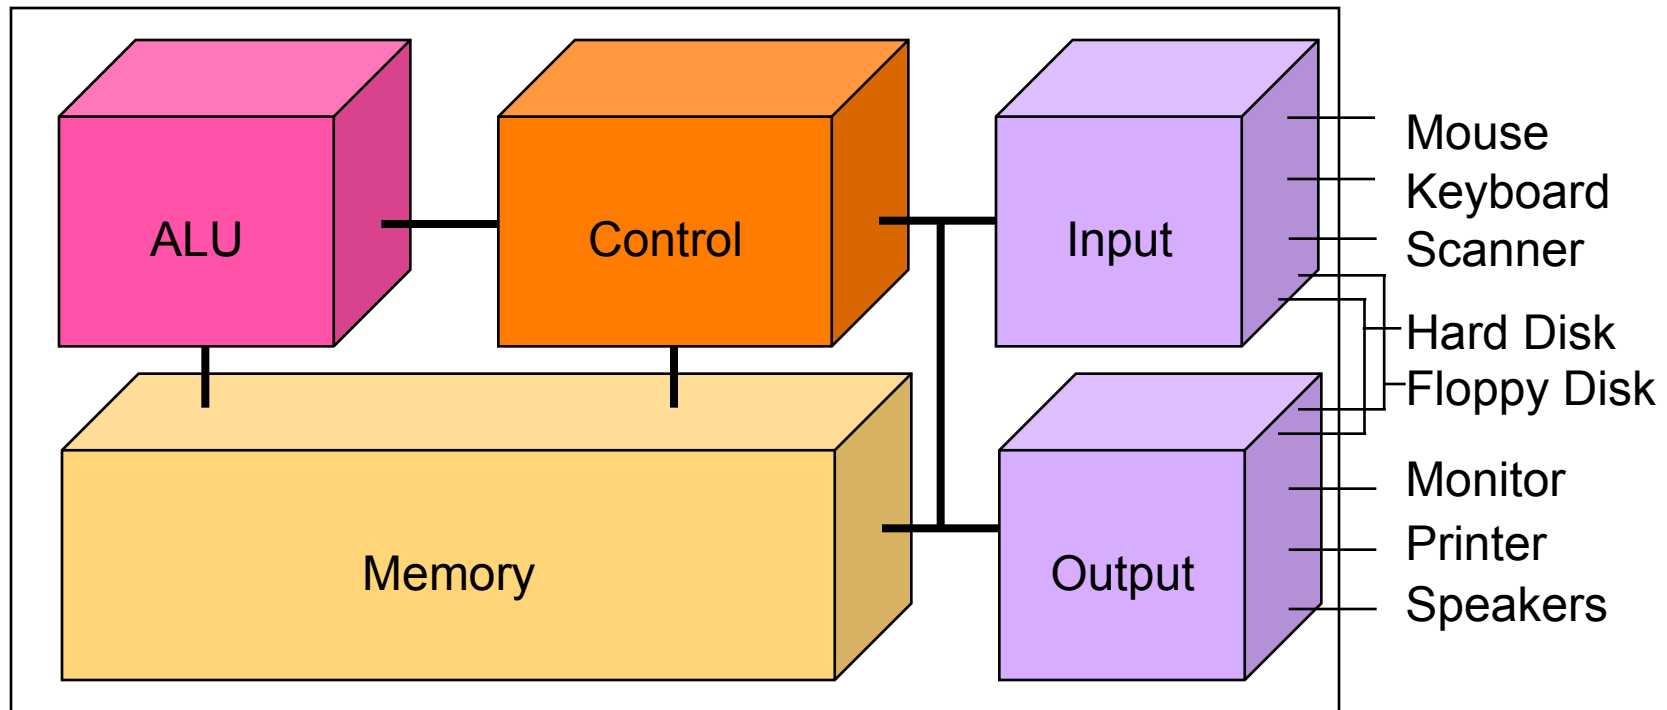 ALU
Control
Input
Memory
Output
Mouse
Keyboard
Scanner
Hard Disk
Floppy Disk
Monitor
Printer
Speakers